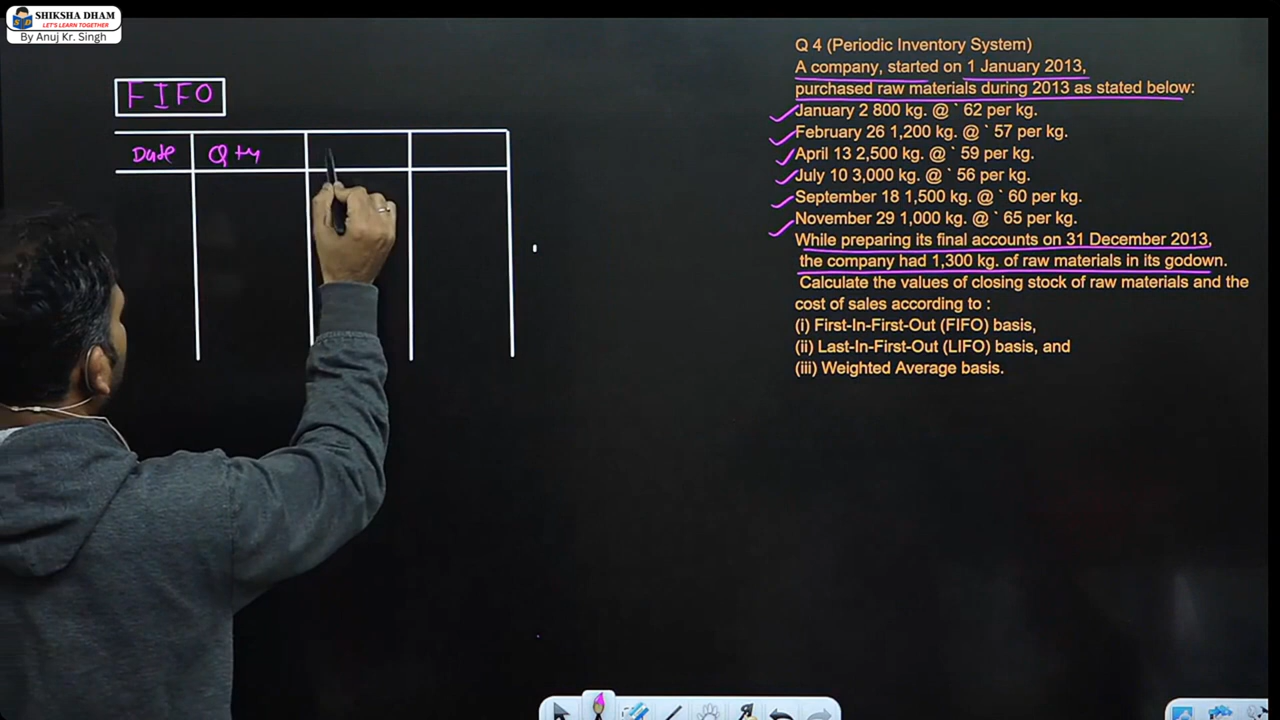 SHIKSHA DHAM
LET'S LEARN TOGETHER
By Anuj Kr. Singh
FIFO
Date Qty
Q 4 (Periodic Inventory System)
A company, started on 1 January 2013,
purchased raw materials during 2013 as stated below:
January 2 800 kg. @ ` 62 per kg.
February 26 1,200 kg. @ ` 57 per kg.
April 13 2,500 kg. @ ` 59 per kg.
July 10 3,000 kg. @ ` 56 per kg.
September 18 1,500 kg. @ ` 60 per kg.
November 29 1,000 kg. @ ` 65 per kg.
While preparing its final accounts on 31 December 2013,
the company had 1,300 kg. of raw materials in its godown.
Calculate the values of closing stock of raw materials and the
cost of sales according to :
(i) First-In-First-Out (FIFO) basis,
(ii) Last-In-First-Out (LIFO) basis, and
(iii) Weighted Average basis.